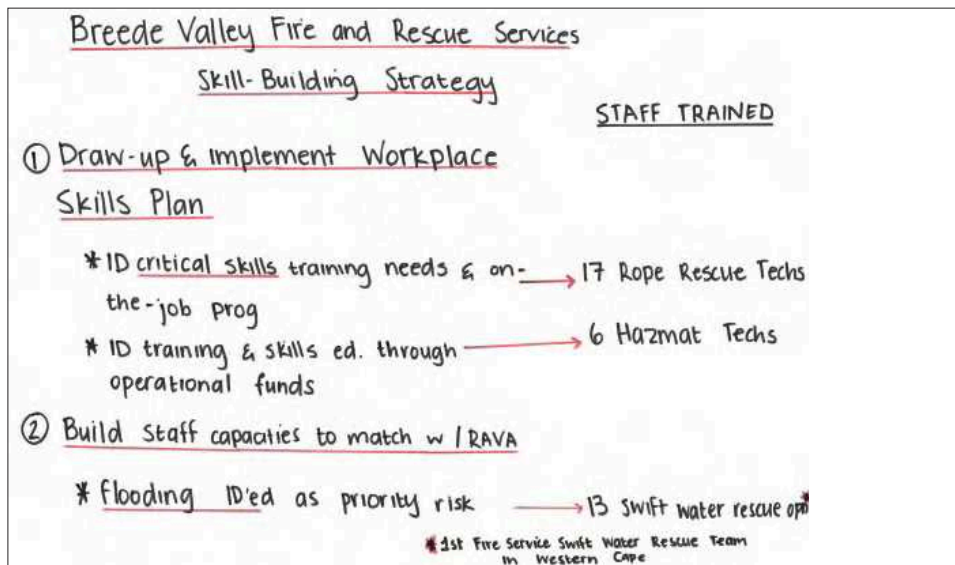 Breede Valley Fire and Rescue Services
Skill-Building Strategy
STAFF TRAINED
① Draw-up & Implement Workplace
Skills Plan
* ID critical skills training needs & on- → 17 Rope Rescue Techs
the-job prog
* ID training & skills ed. through → 6 Hazmat Techs
operational funds
② Build staff capacities to match w/RAVA
* flooding ID'ed as priority risk → 13 swift water rescue
* 1st Fire Service Swift Water Rescue Team
in Western Cape